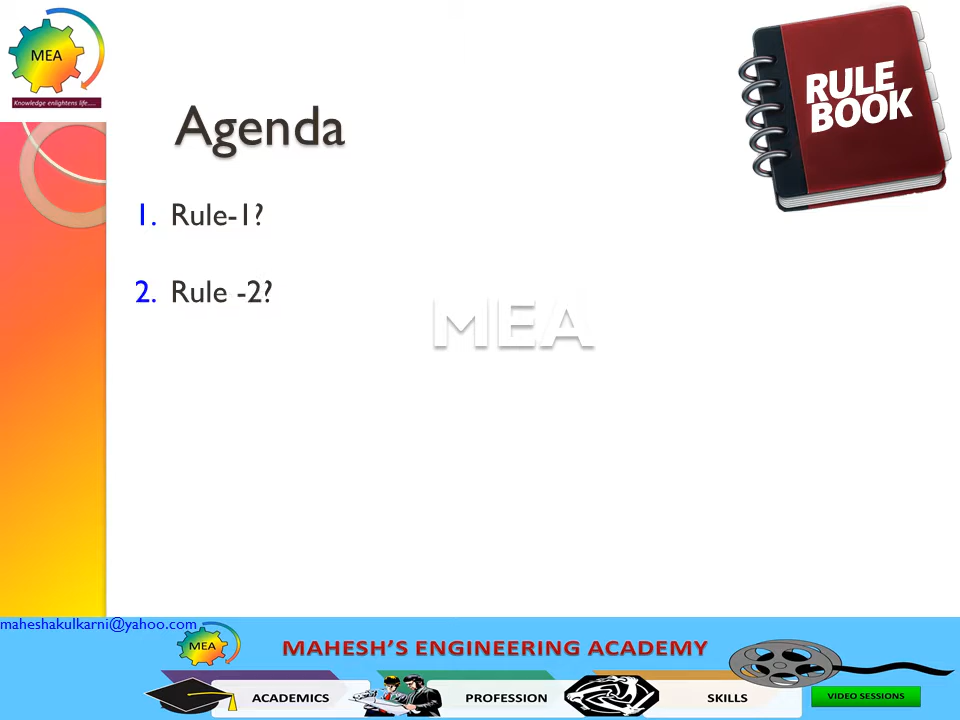 MEA
Knowledge enlightens life.....
RULE
BOOK
Agenda
1. Rule-1?
2. Rule -2?
MEA
maheshakulkarni@yahoo.com
MEA
MAHESH'S ENGINEERING ACADEMY
ACADEMICS
PROFESSION
SKILLS
VIDEO SESSIONS